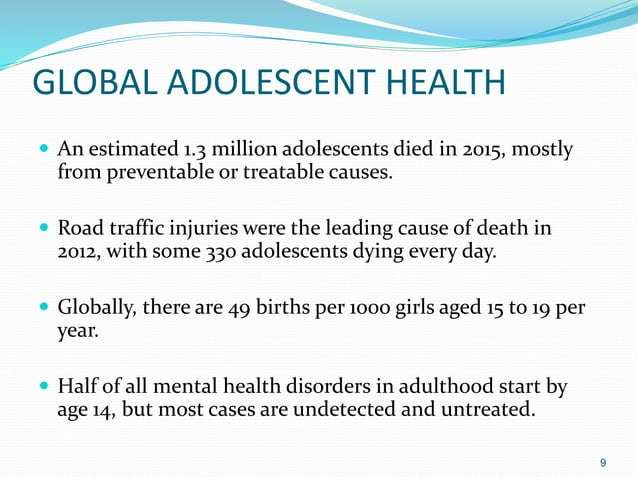 GLOBAL ADOLESCENT HEALTH
• An estimated 1.3 million adolescents died in 2015, mostly
from preventable or treatable causes.
• Road traffic injuries were the leading cause of death in
2012, with some 330 adolescents dying every day.
• Globally, there are 49 births per 1000 girls aged 15 to 19 per
year.
• Half of all mental health disorders in adulthood start by
age 14, but most cases are undetected and untreated.
9